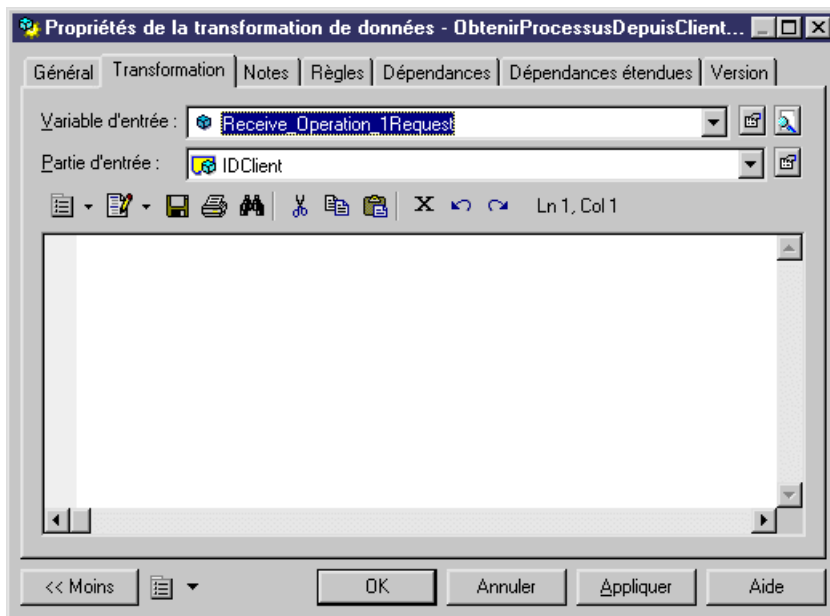 Propriétés de la transformation de données - ObtenirProcessusDepuisClient...
Général Transformation Notes Règles Dépendances Dépendances étendues Version
Variable d'entrée : Receive_Operation_1Request
Partie d'entrée : IDClient
Ln 1, Col 1
<< Moins OK Annuler Appliquer Aide